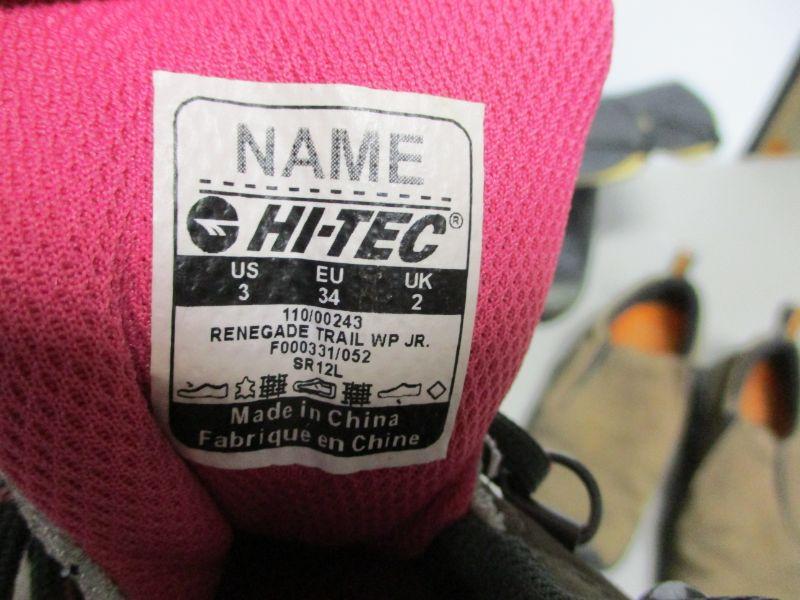 NAME
HI-TEC®
US EU UK
3 34 2
110/00243
RENEGADE TRAIL WP JR.
F000331/052
SR12L
Made in China
Fabriqué en Chine